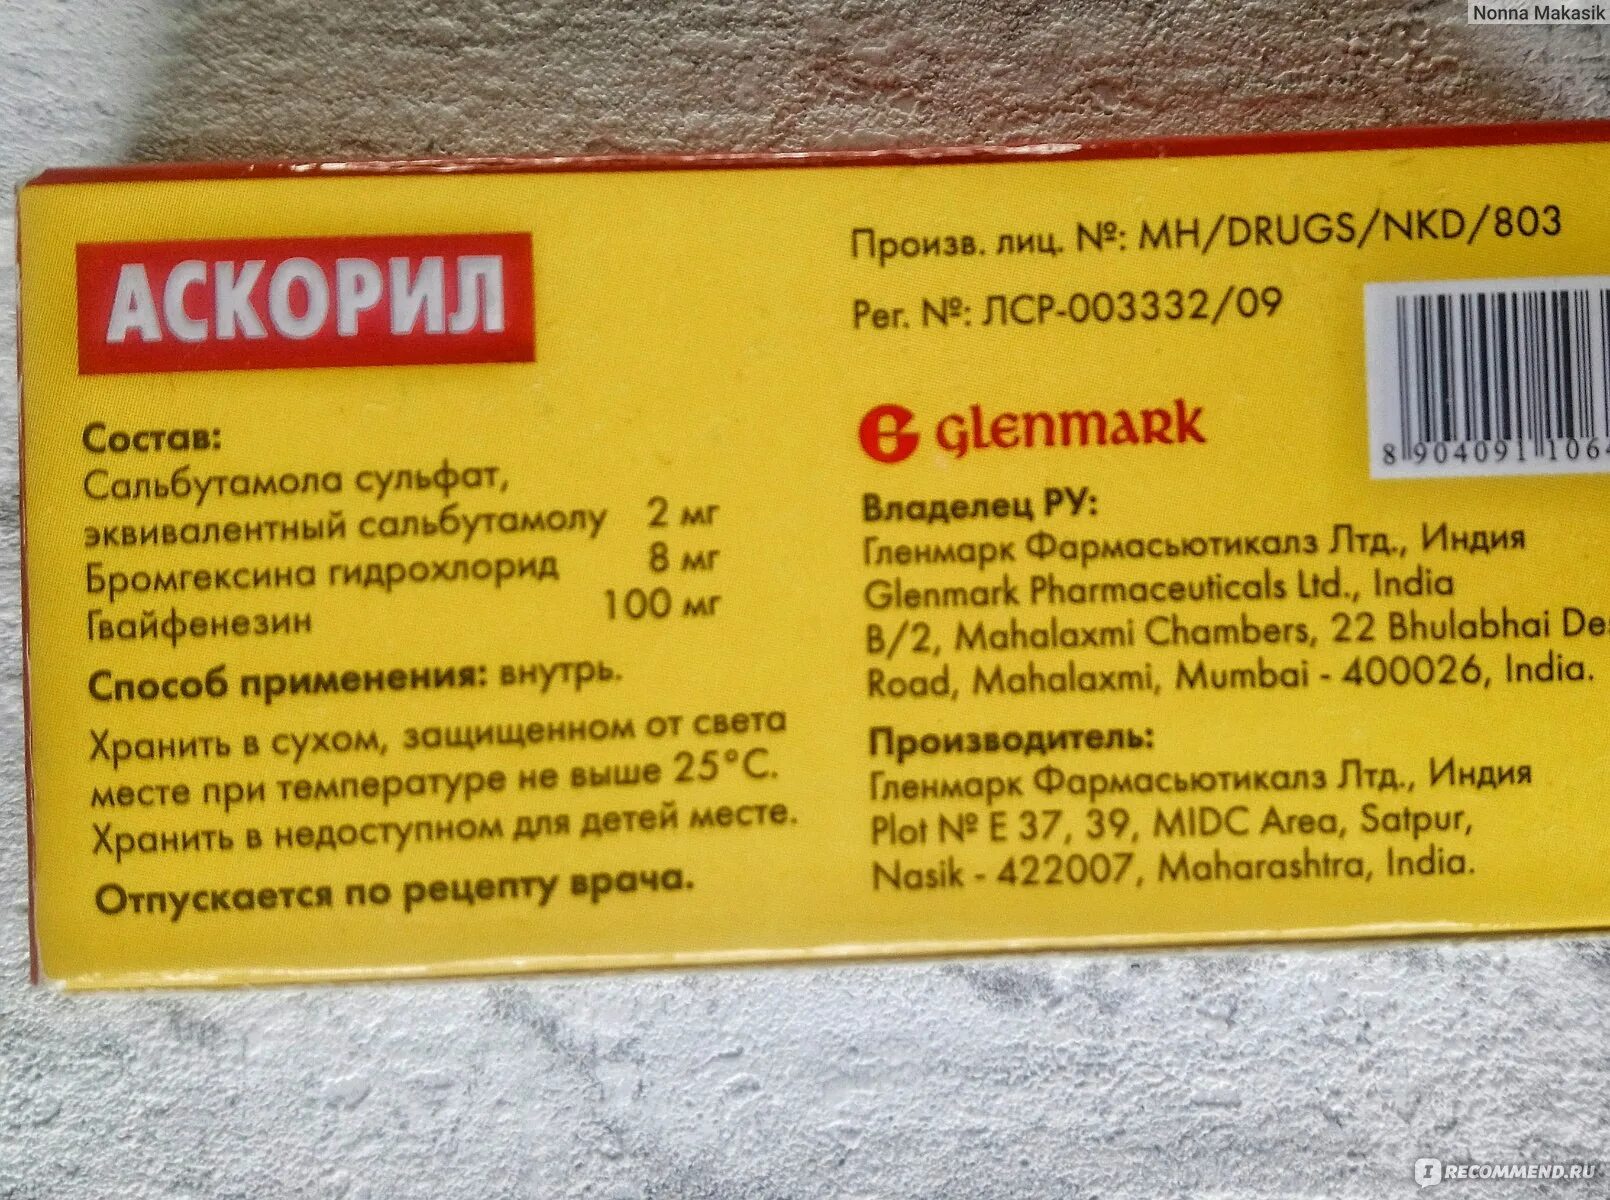 Nonna Makasik
АСКОРИЛ
Состав:
Сальбутамола сульфат,
эквивалентный сальбутамолу 2 мг
Бромгексина гидрохлорид 8 мг
Гвайфенезин 100 мг
Способ применения: внутрь.
Хранить в сухом, защищенном от света
месте при температуре не выше 25°C.
Хранить в недоступном для детей месте.
Отпускается по рецепту врача.
Произв. лиц. №: MH/DRUGS/NKD/803
Рег. №: ЛСР-003332/09
glenmark
Владелец РУ:
Гленмарк Фармасьютикалз Лтд., Индия
Glenmark Pharmaceuticals Ltd., India
B/2, Mahalaxmi Chambers, 22 Bhulabhai
Road, Mahalaxmi, Mumbai - 400026, India.
Производитель:
Гленмарк Фармасьютикалз Лтд., Индия
Plot № E 37, 39, MIDC Area, Satpur,
Nasik - 422007, Maharashtra, India.
8 904091 106
IRECOMMEND.RU